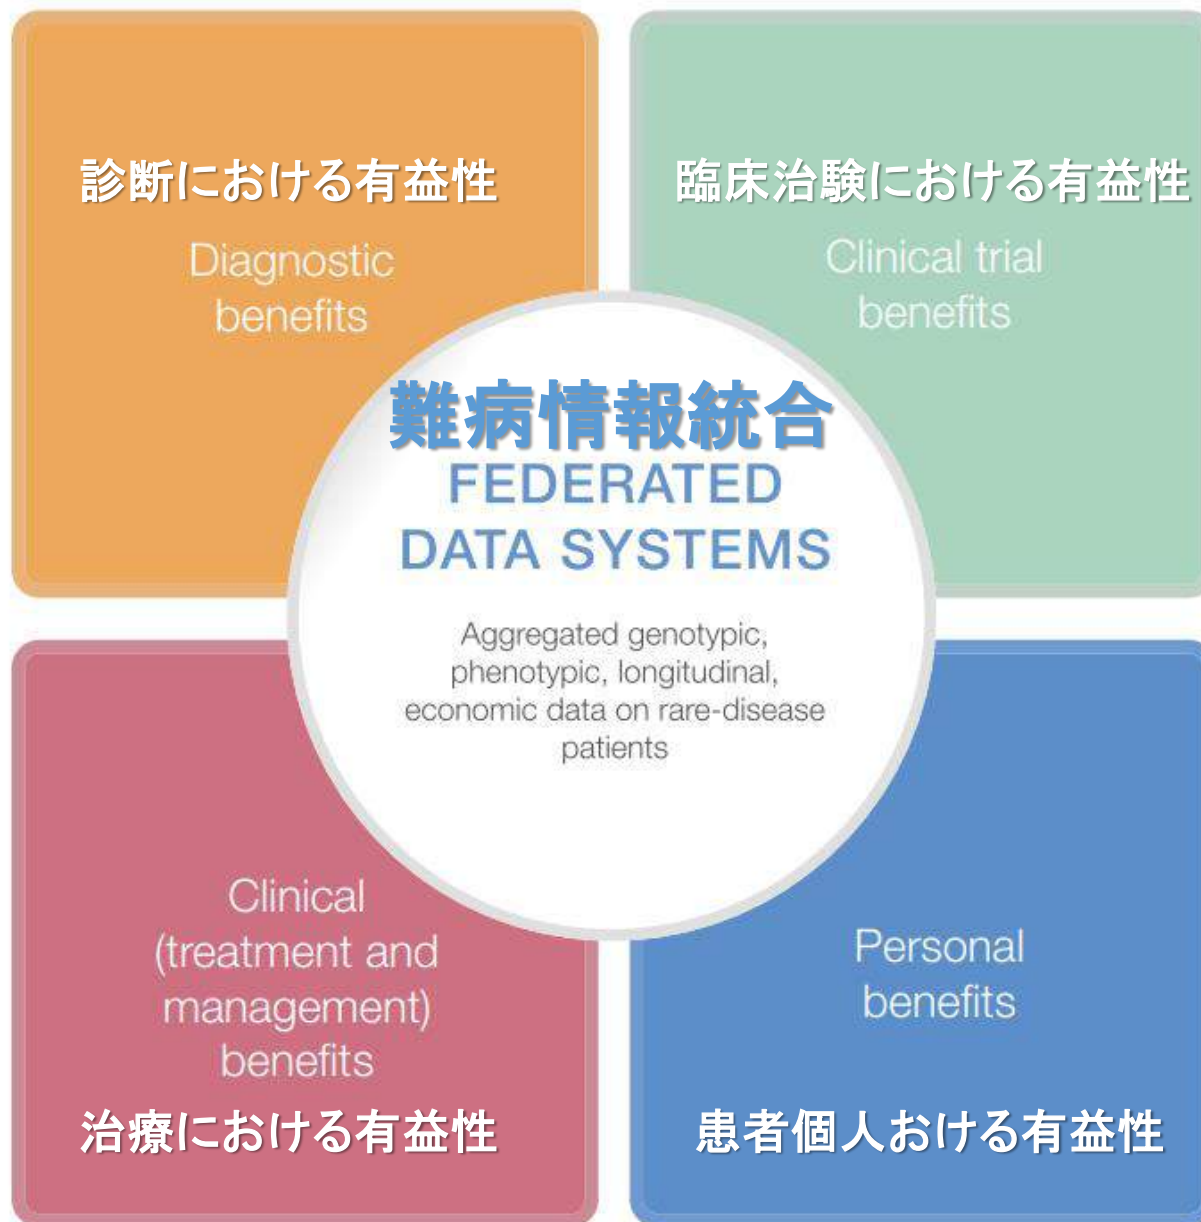 診断における有益性
Diagnostic
benefits
臨床治験における有益性
Clinical trial
benefits
難病情報統合
FEDERATED
DATA SYSTEMS
Aggregated genotypic,
phenotypic, longitudinal,
economic data on rare-disease
patients
Clinical
(treatment and
management)
benefits
治療における有益性
Personal
benefits
患者個人おける有益性